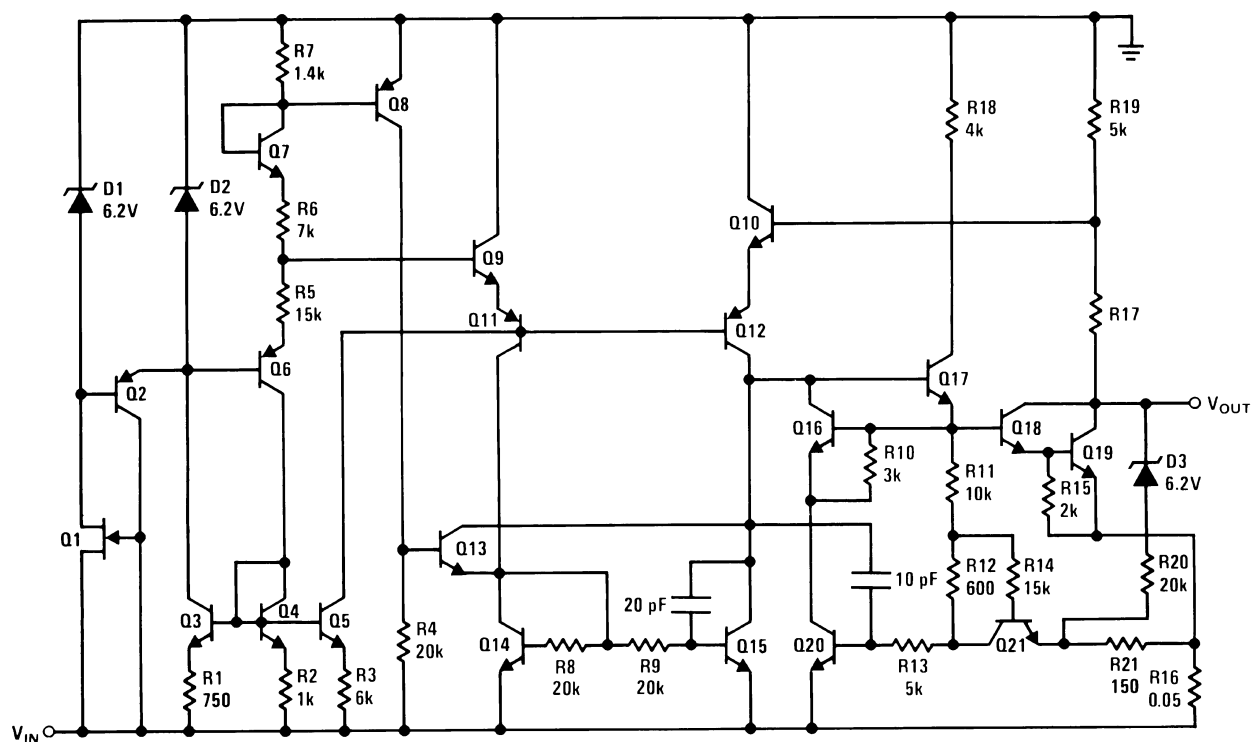 R7
1.4k
Q8
R18
4k
R19
5k
Q7
D1
6.2V
D2
6.2V
R6
7k
Q10
Q9
R5
15k
R17
Q11
Q12
Q6
Q2
Q17
VOUT
Q16
Q18
R10
3k
Q19
D3
6.2V
R11
10k
R15
2k
Q1
Q13
10 pF
R12
600
R14
15k
R20
20k
20 pF
Q3
Q4
Q5
R4
20k
Q14
Q15
Q20
Q21
R8
20k
R9
20k
R13
5k
R21
150
R16
0.05
R1
750
R2
1k
R3
6k
VIN